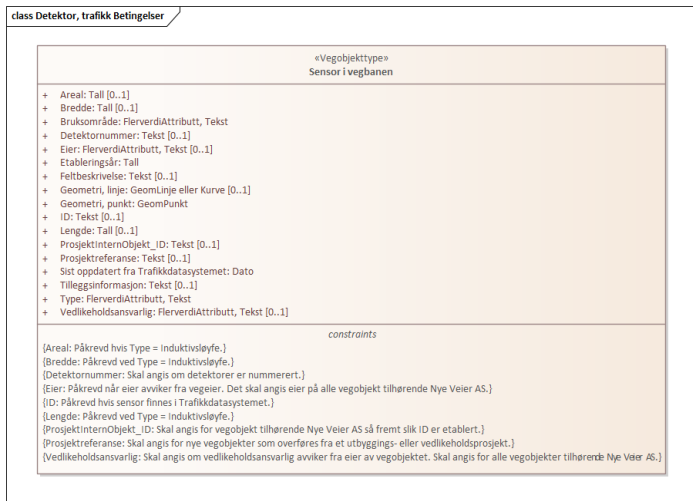 class Detektor, trafikk Betingelser
«Vegobjekttype»
Sensor i vegbanen
+ Areal: Tall [0..1]
+ Bredde: Tall [0..1]
+ Bruksområde: FlerverdiAttributt, Tekst
+ Detektornummer: Tekst [0..1]
+ Eier: FlerverdiAttributt, Tekst [0..1]
+ Etableringsår: Tall
+ Feltbeskrivelse: Tekst [0..1]
+ Geometri, linje: GeomLinje eller Kurve [0..1]
+ Geometri, punkt: GeomPunkt
+ ID: Tekst [0..1]
+ Lengde: Tall [0..1]
+ ProsjektInternObjekt_ID: Tekst [0..1]
+ Prosjektreferanse: Tekst [0..1]
+ Sist oppdatert fra Trafikkdatasystemet: Dato
+ Tilleggsinformasjon: Tekst [0..1]
+ Type: FlerverdiAttributt, Tekst
+ Vedlikeholdsansvarlig: FlerverdiAttributt, Tekst [0..1]
constraints
{Areal: Påkrevd hvis Type = Induktivsløyfe.}
{Bredde: Påkrevd ved Type = Induktivsløyfe.}
{Detektornummer: Skal angis om detektorer er nummerert.}
{Eier: Påkrevd når eier avviker fra vegeier. Det skal angis eier på alle vegobjekt tilhørende Nye Veier AS.}
{ID: Påkrevd hvis sensor finnes i Trafikkdatasystemet.}
{Lengde: Påkrevd ved Type = Induktivsløyfe.}
{ProsjektInternObjekt_ID: Skal angis for vegobjekt tilhørende Nye Veier AS så fremt slik ID er etablert.}
{Prosjektreferanse: Skal angis for nye vegobjekter som overføres fra et utbyggings- eller vedlikeholdsprosjekt.}
{Vedlikeholdsansvarlig: Skal angis om vedlikeholdsansvarlig avviker fra eier av vegobjektet. Skal angis for alle vegobjekter tilhørende Nye Veier AS.}